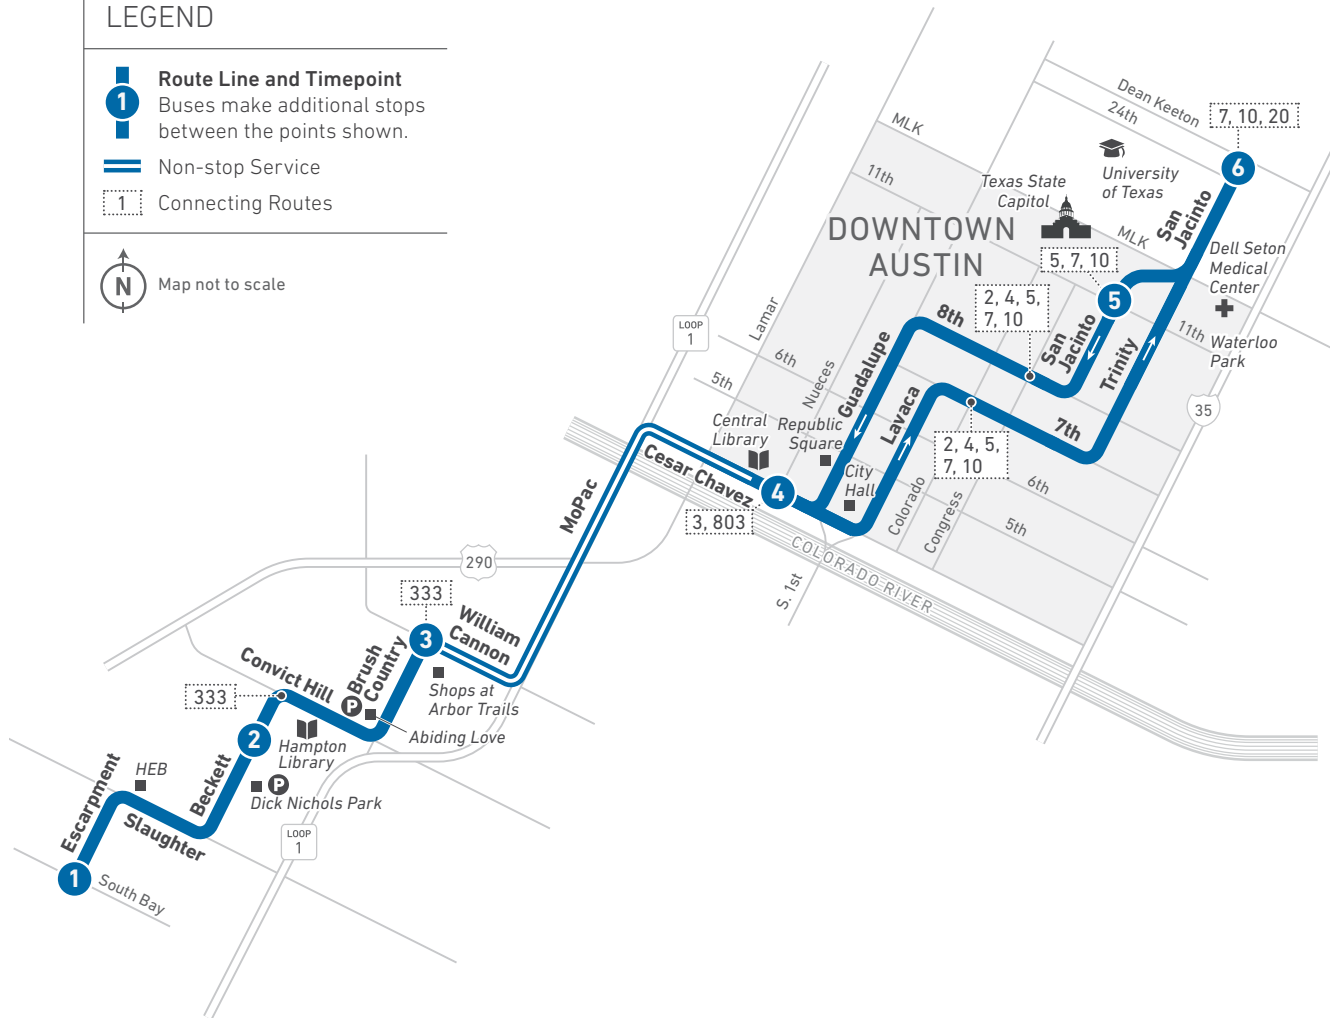 LEGEND
1
Route Line and Timepoint
Buses make additional stops
between the points shown.
Non-stop Service
1
Connecting Routes
N
Map not to scale
Dean Keeton
24th
7, 10, 20
6
MLK
11th
University
of Texas
Texas State
Capitol
San
Jacinto
MLK
DOWNTOWN
AUSTIN
Dell Seton
Medical
Center
5, 7, 10
5
2, 4, 5,
7, 10
8th
San
Jacinto
Trinity
11th
Waterloo
Park
LOOP
1
Lamar
6th
5th
Nueces
Guadalupe
Lavaca
35
Central
Library
Republic
Square
7th
2, 4, 5,
7, 10
City
Hall
Cesar Chavez
4
3, 803
Colorado
Congress
6th
5th
MoPac
COLORADO RIVER
S. 1st
290
333
3
William
Cannon
Brush
Country
Convict Hill
P
Shops at
Arbor Trails
Abiding Love
333
2
Hampton
Library
Beckett
P
Dick Nichols Park
HEB
Escarpment
Slaughter
LOOP
1
1
South Bay